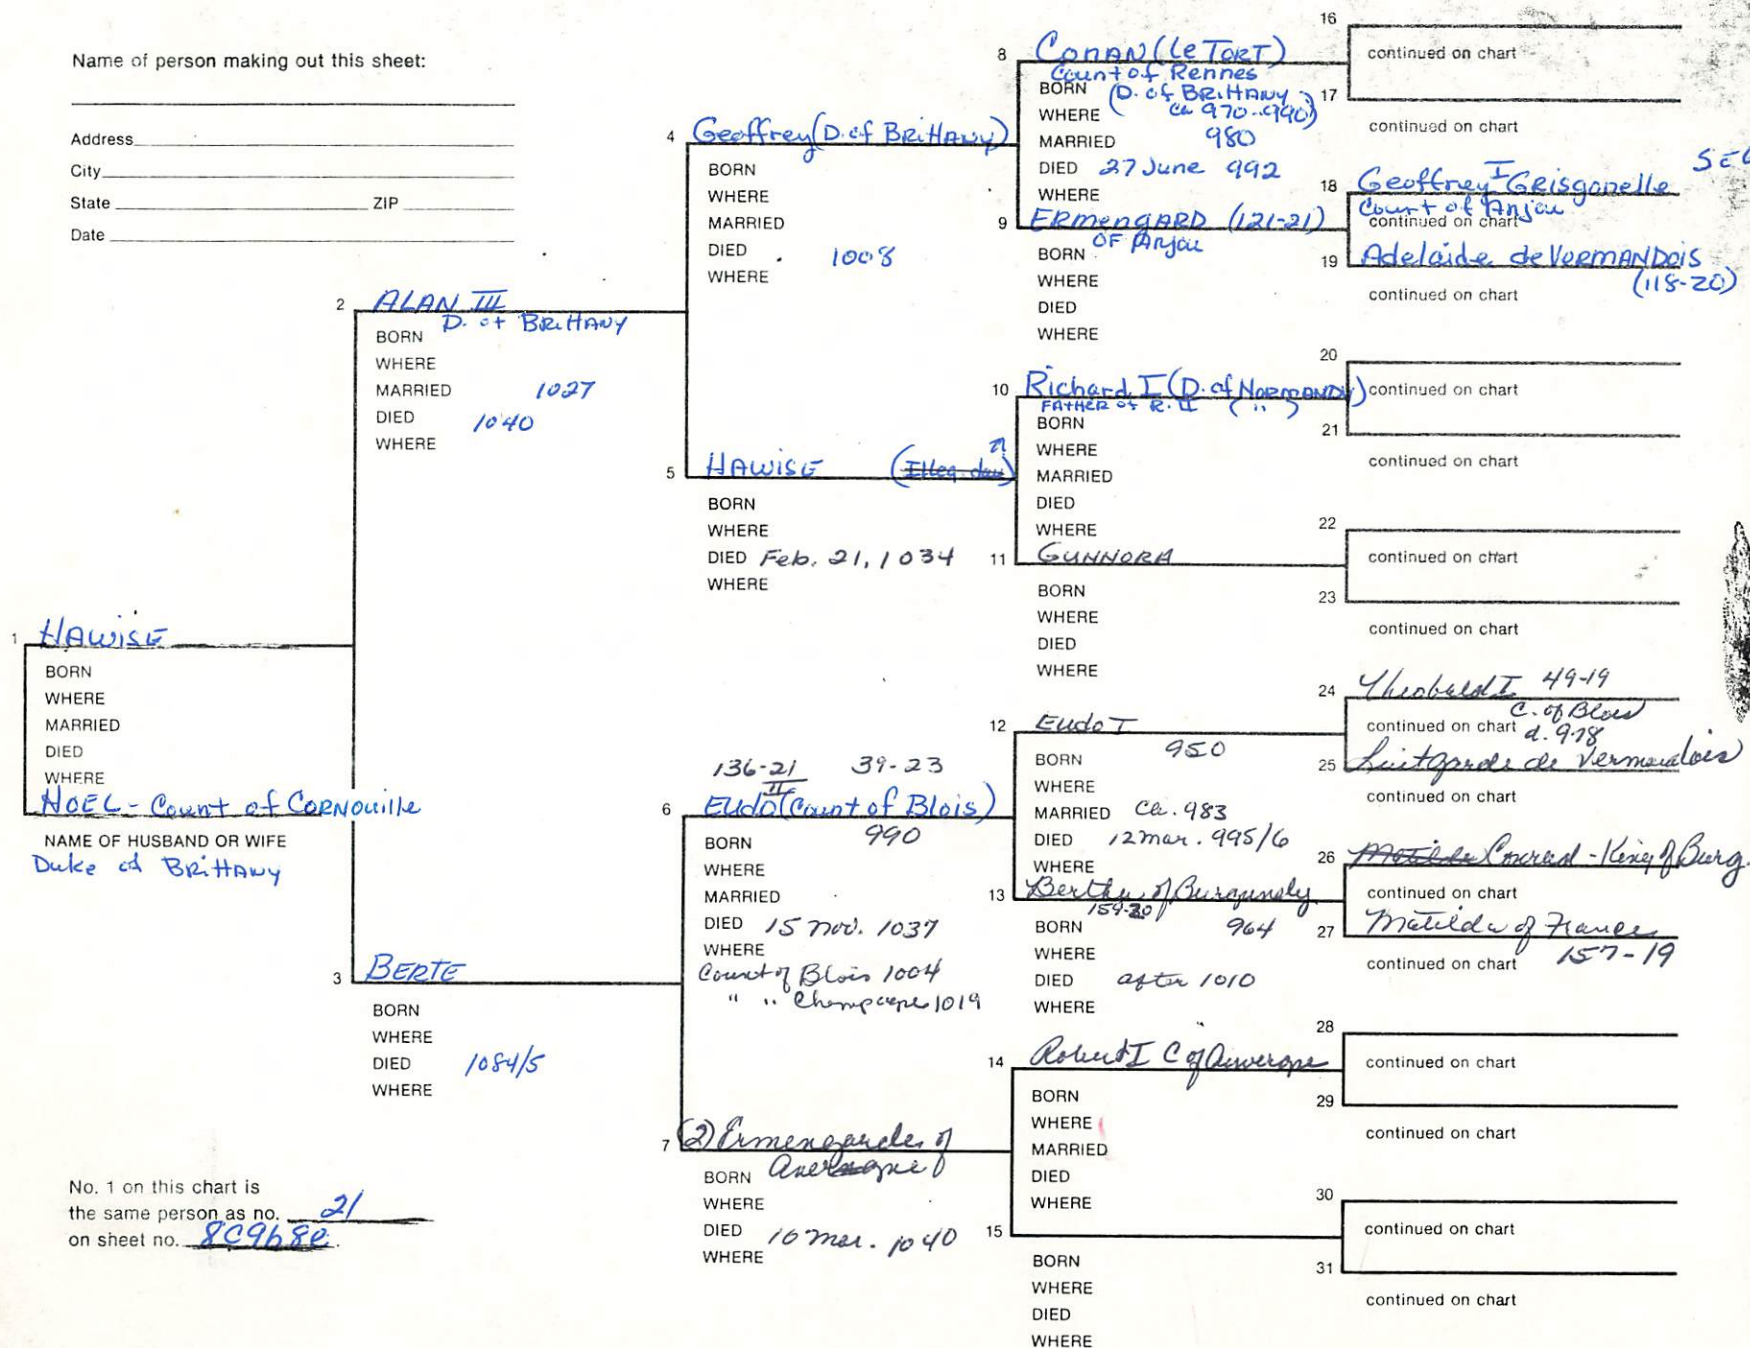 Name of person making out this sheet:
Address
City
State ZIP
Date
1 HAWISE
BORN
WHERE
MARRIED
DIED
WHERE
HOEL - Count of CORNOUILLE
NAME OF HUSBAND OR WIFE
Duke of BRITTANY
No. 1 on this chart is
the same person as no. 21
on sheet no. 8C9b8e.
2 ALAN III
D. of BRITTANY
BORN
WHERE
MARRIED 1027
DIED 1040
WHERE
3 BERTE
BORN
WHERE
DIED 1084/5
WHERE
4 Geoffrey (D. of BRITTANY)
BORN
WHERE
MARRIED
DIED 1008
WHERE
5 HAWISE (Illeg. dau)
BORN
WHERE
DIED Feb. 21, 1034
WHERE
136-21 39-23
II
6 EUDO (Count of Blois)
BORN 990
WHERE
MARRIED
DIED 15 Nov. 1037
WHERE
Count of Blois 1004
" " Champagne 1019
7 (2) Ermengardes of
BORN
WHERE
DIED 10 Mar. 1040
WHERE
8 CONAN (Le TORT)
Count of Rennes
BORN (D. of BRITTANY
WHERE ca 970-990)
MARRIED 980
DIED 27 June 992
WHERE
9 ERMENGARD (121-21)
OF Anjou
BORN
WHERE
DIED
WHERE
10 Richard I (D. of NORMANDY)
FATHER of R. II ( " )
BORN
WHERE
MARRIED
DIED
WHERE
11 GUNNORA
BORN
WHERE
DIED
WHERE
12 EUDO I
BORN 950
WHERE
MARRIED Ca. 983
DIED 12 Mar. 995/6
WHERE
13 Bertha of Burgundy
159-20
BORN 964
WHERE
DIED after 1010
WHERE
14 Robert I C of Auvergne
BORN
WHERE
MARRIED
DIED
WHERE
15
BORN
WHERE
DIED
WHERE
16
continued on chart
17
continued on chart
18 Geoffrey I Grisgonelle
Count of Anjou
continued on chart
19 Adelaide de VERMANDOIS
(118-20)
continued on chart
20
continued on chart
21
continued on chart
22
continued on chart
23
continued on chart
24 Theobald I 49-19
C. of Blois
continued on chart d. 978
25 Luitgarde de Vermandois
continued on chart
26 Matilda Conrad - King of Burg.
continued on chart
27 Matilda of France
continued on chart 157-19
28
continued on chart
29
continued on chart
30
continued on chart
31
continued on chart